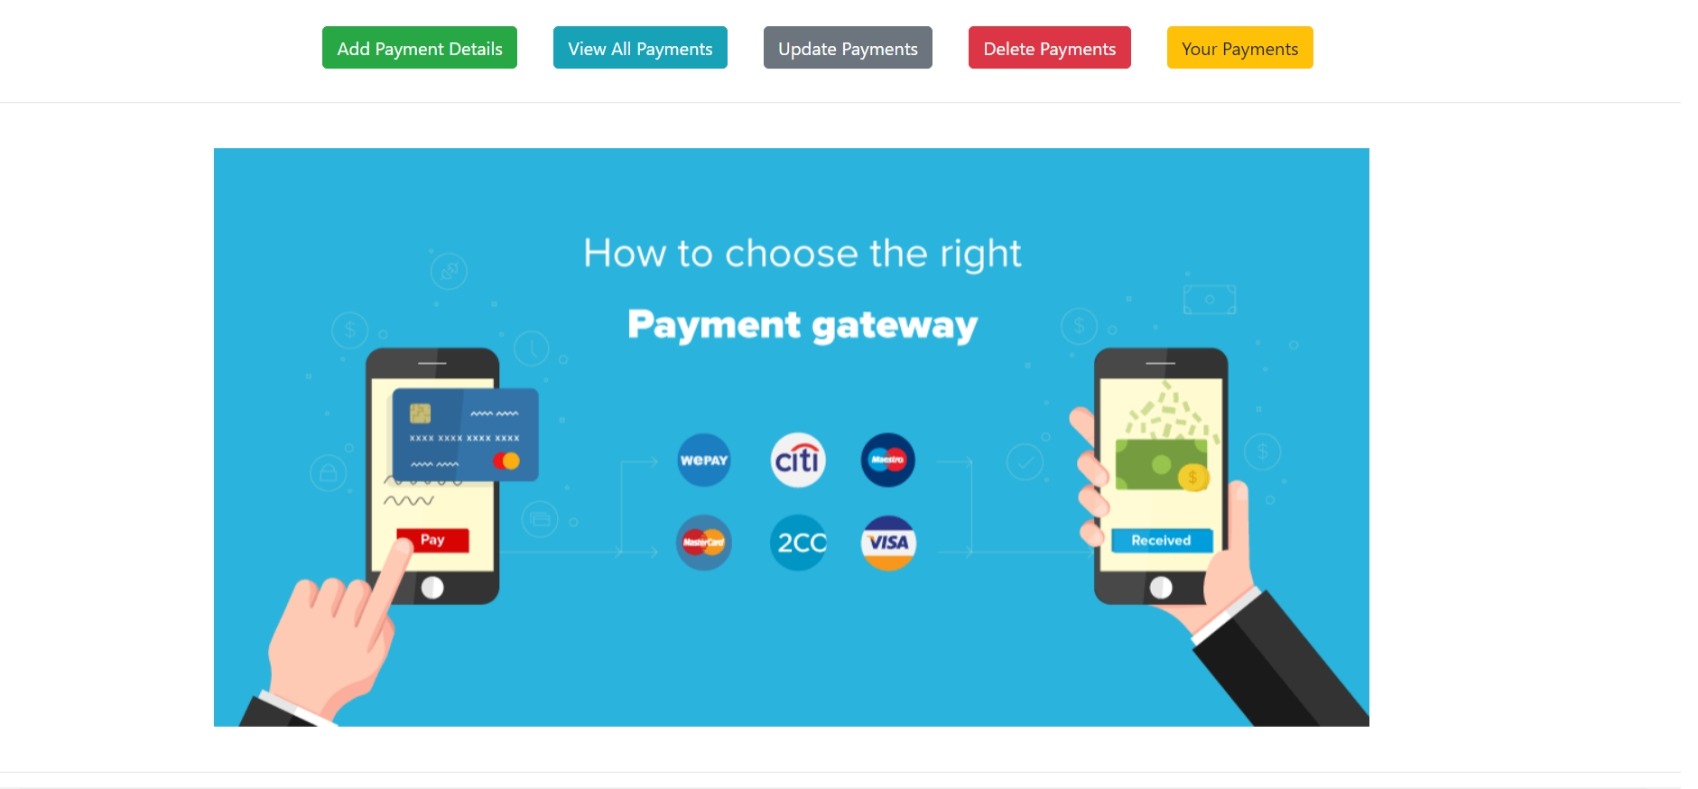 Add Payment Details
View All Payments
Update Payments
Delete Payments
Your Payments
How to choose the right
Payment gateway
xxxx xxxx xxxx xxxx
wePAY
citi
Maestro
MasterCard
2CO
VISA
Pay
Received